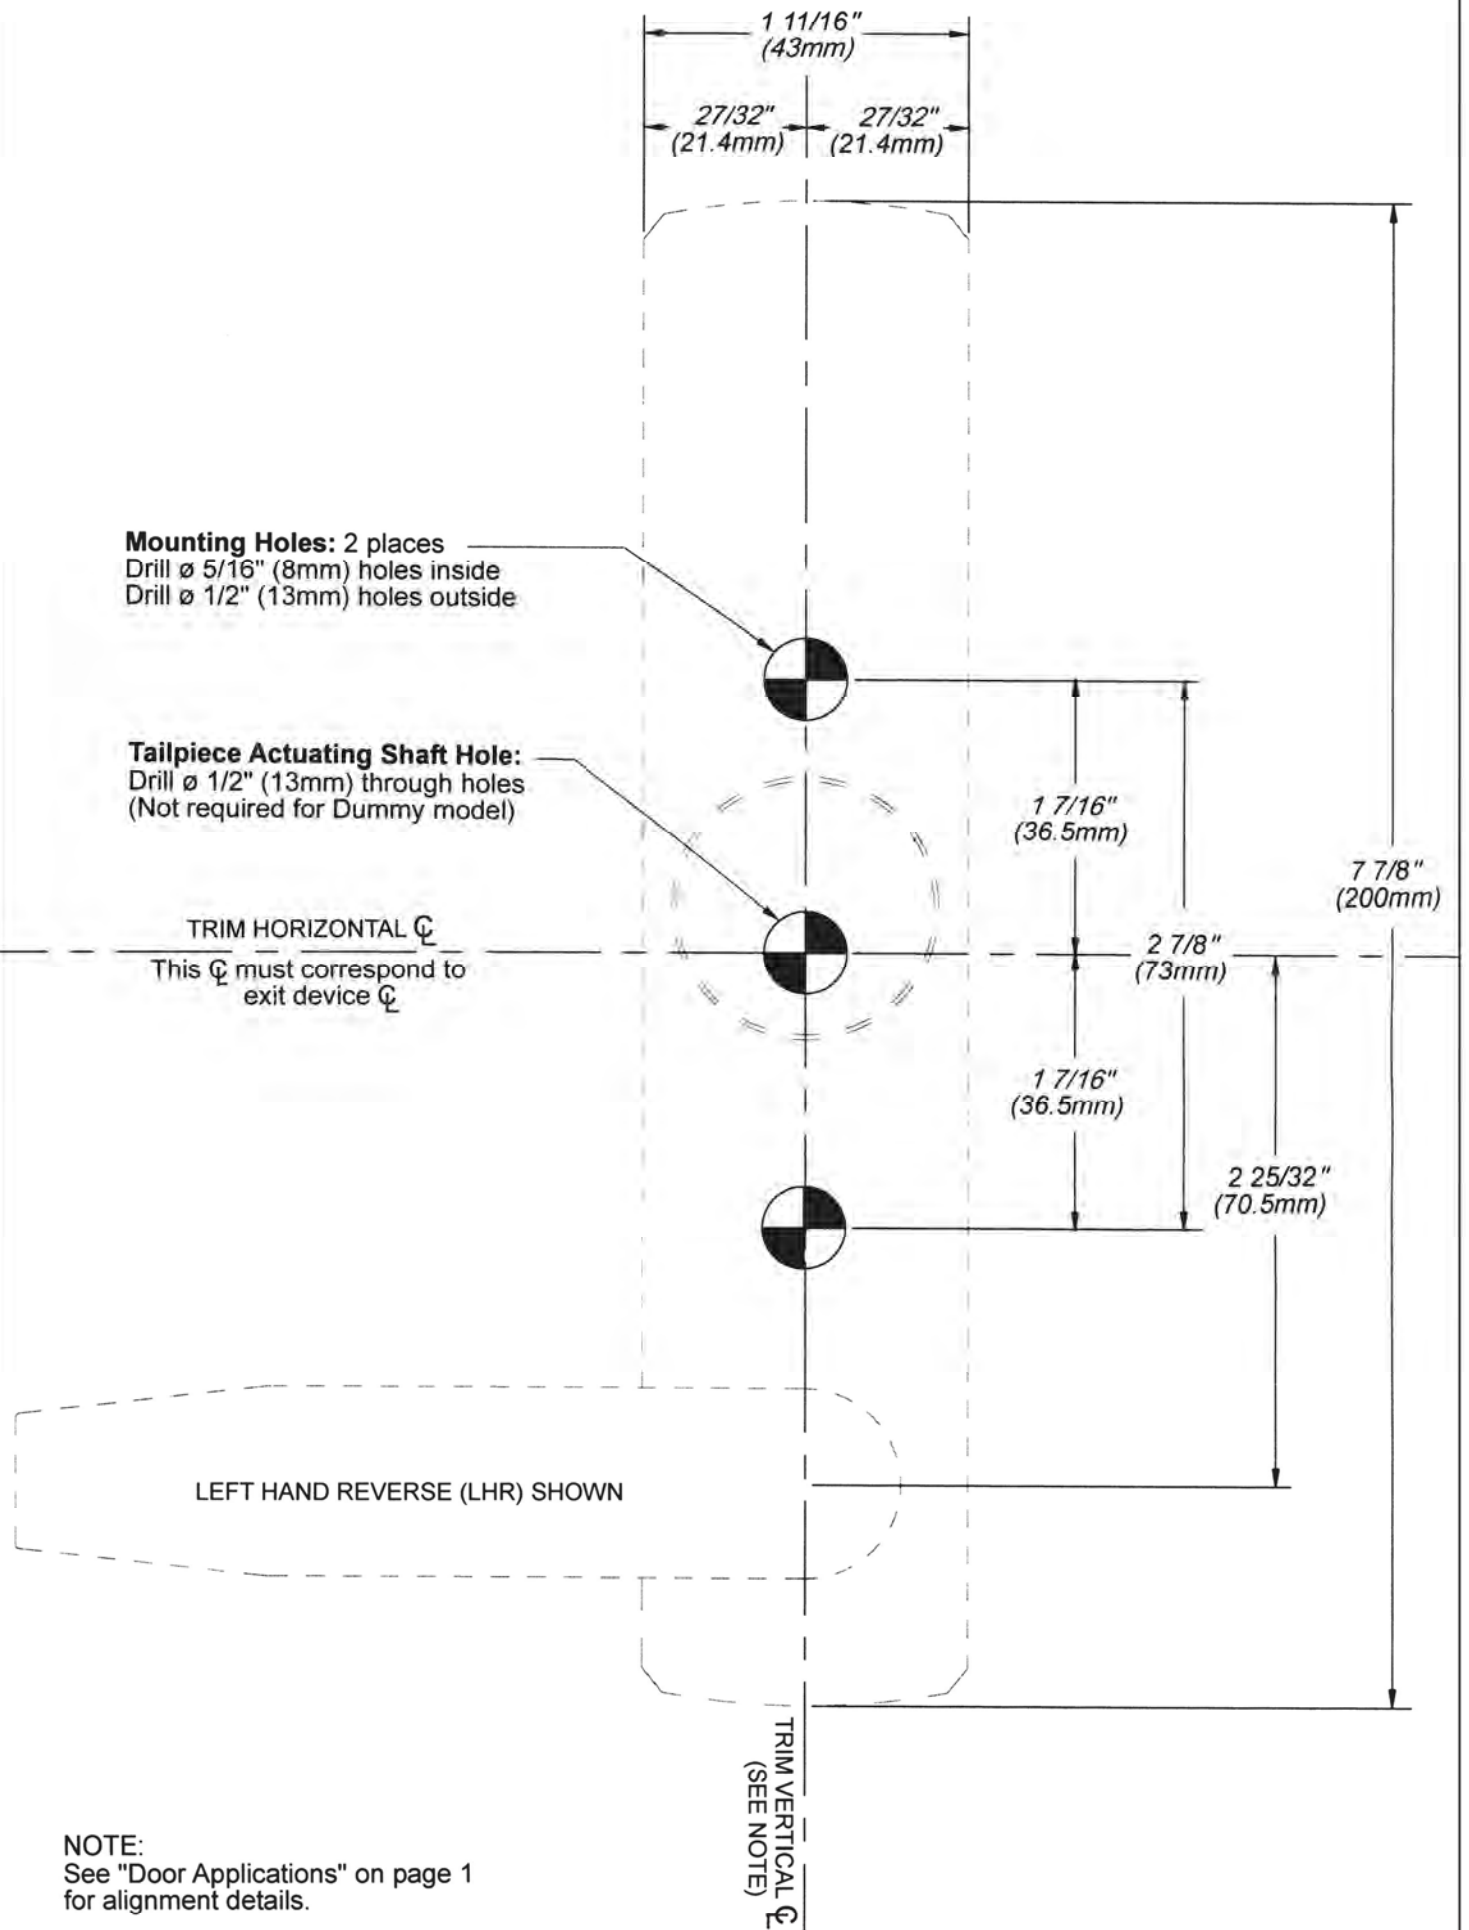 1 11/16"
(43mm)
27/32"
(21.4mm)
27/32"
(21.4mm)
Mounting Holes: 2 places
Drill ø 5/16" (8mm) holes inside
Drill ø 1/2" (13mm) holes outside
Tailpiece Actuating Shaft Hole:
Drill ø 1/2" (13mm) through holes
(Not required for Dummy model)
1 7/16"
(36.5mm)
7 7/8"
(200mm)
TRIM HORIZONTAL ℄
This ℄ must correspond to
exit device ℄
2 7/8"
(73mm)
1 7/16"
(36.5mm)
2 25/32"
(70.5mm)
LEFT HAND REVERSE (LHR) SHOWN
TRIM VERTICAL ℄
(SEE NOTE)
NOTE:
See "Door Applications" on page 1
for alignment details.